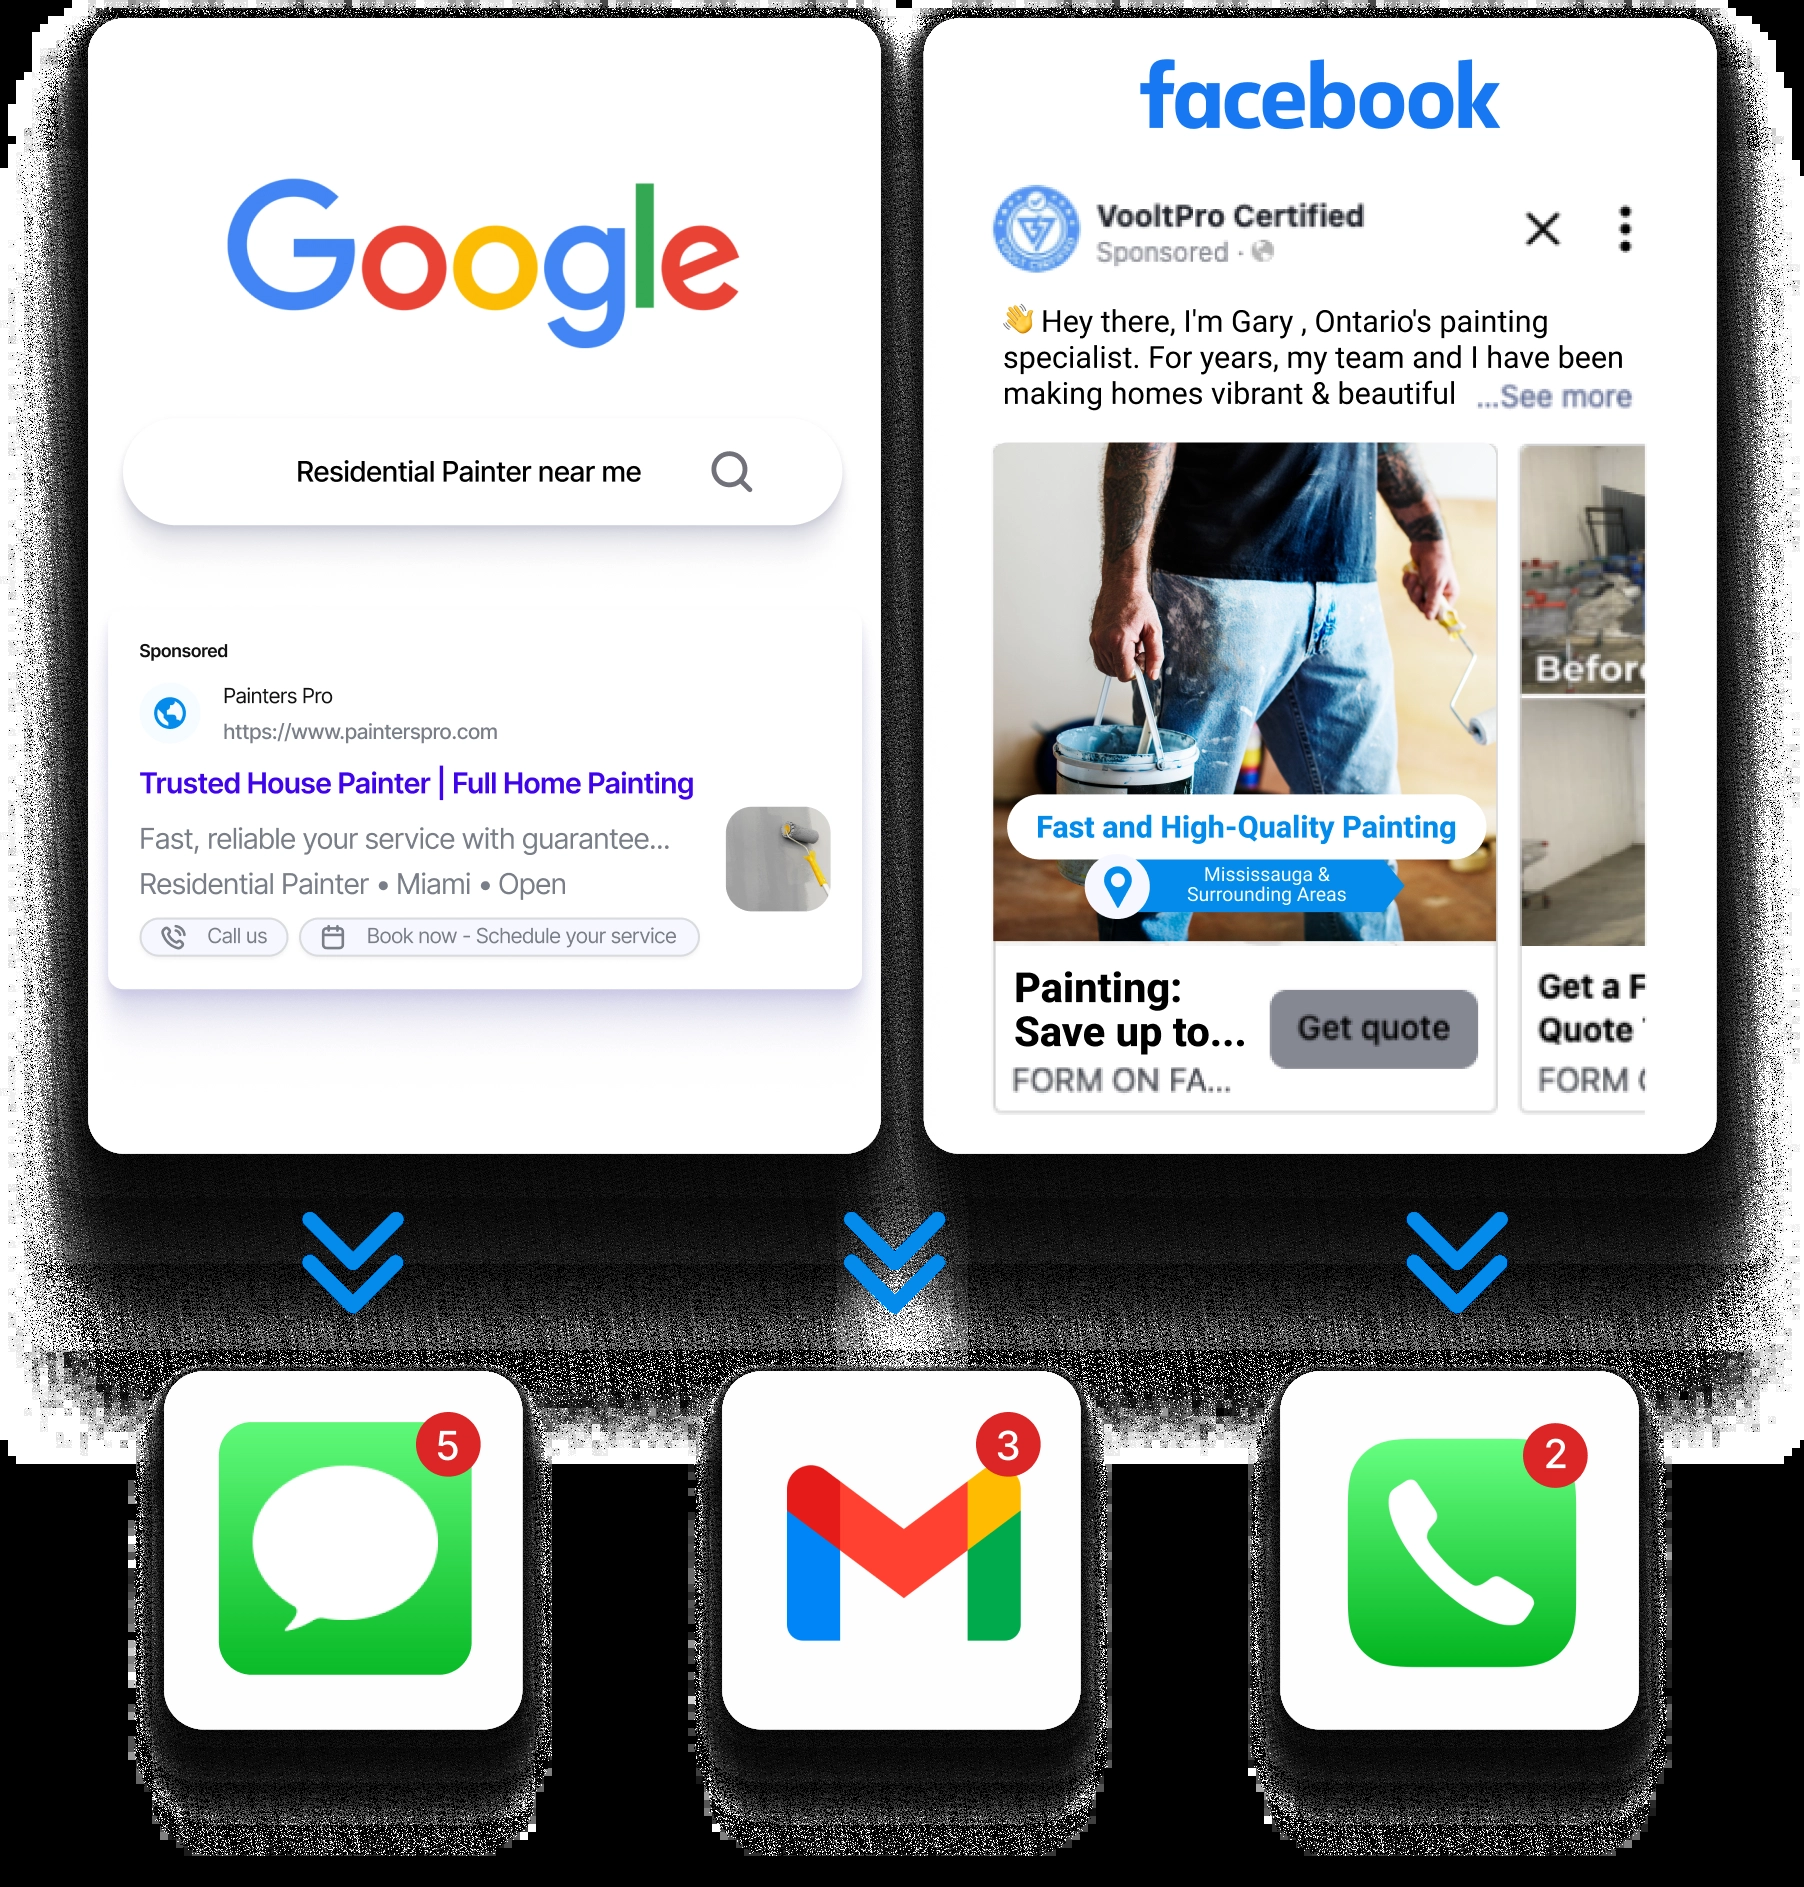 Google
Residential Painter near me
Sponsored
Painters Pro
https://www.painterspro.com
Trusted House Painter | Full Home Painting
Fast, reliable your service with guarantee...
Residential Painter • Miami • Open
Call us
Book now - Schedule your service
facebook
VooltPro Certified
Sponsored ·
👋 Hey there, I'm Gary , Ontario's painting
specialist. For years, my team and I have been
making homes vibrant & beautiful ...See more
Fast and High-Quality Painting
Mississauga &
Surrounding Areas
Painting:
Save up to...
FORM ON FA...
Get quote
Before
Get a F
Quote
FORM
5
3
2